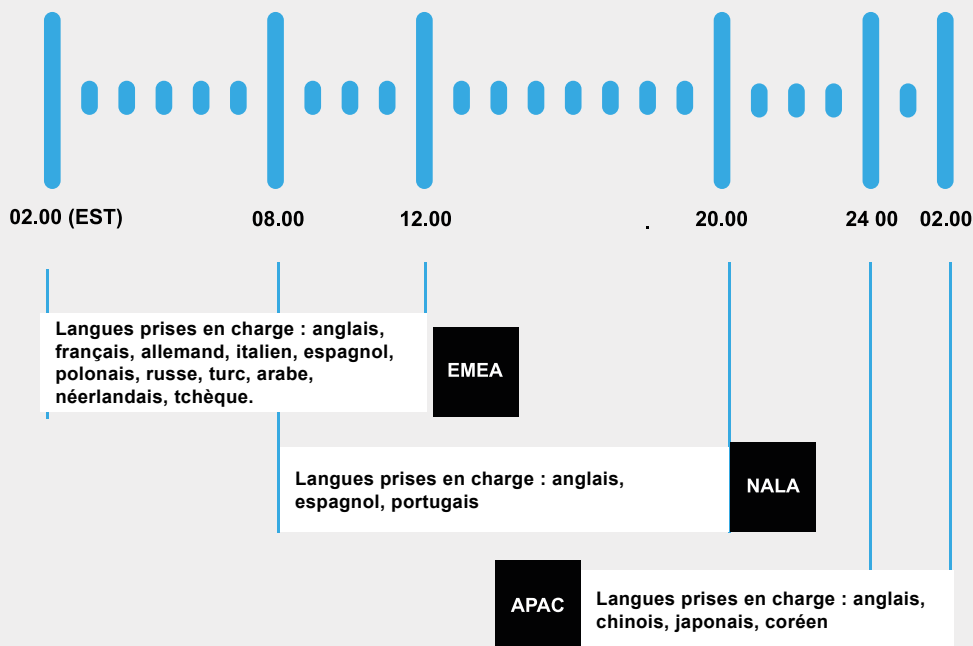 02.00 (EST) 08.00 12.00 . 20.00 24 00 02.00
Langues prises en charge : anglais,
français, allemand, italien, espagnol,
polonais, russe, turc, arabe,
néerlandais, tchèque.
EMEA
Langues prises en charge : anglais,
espagnol, portugais
NALA
APAC
Langues prises en charge : anglais,
chinois, japonais, coréen